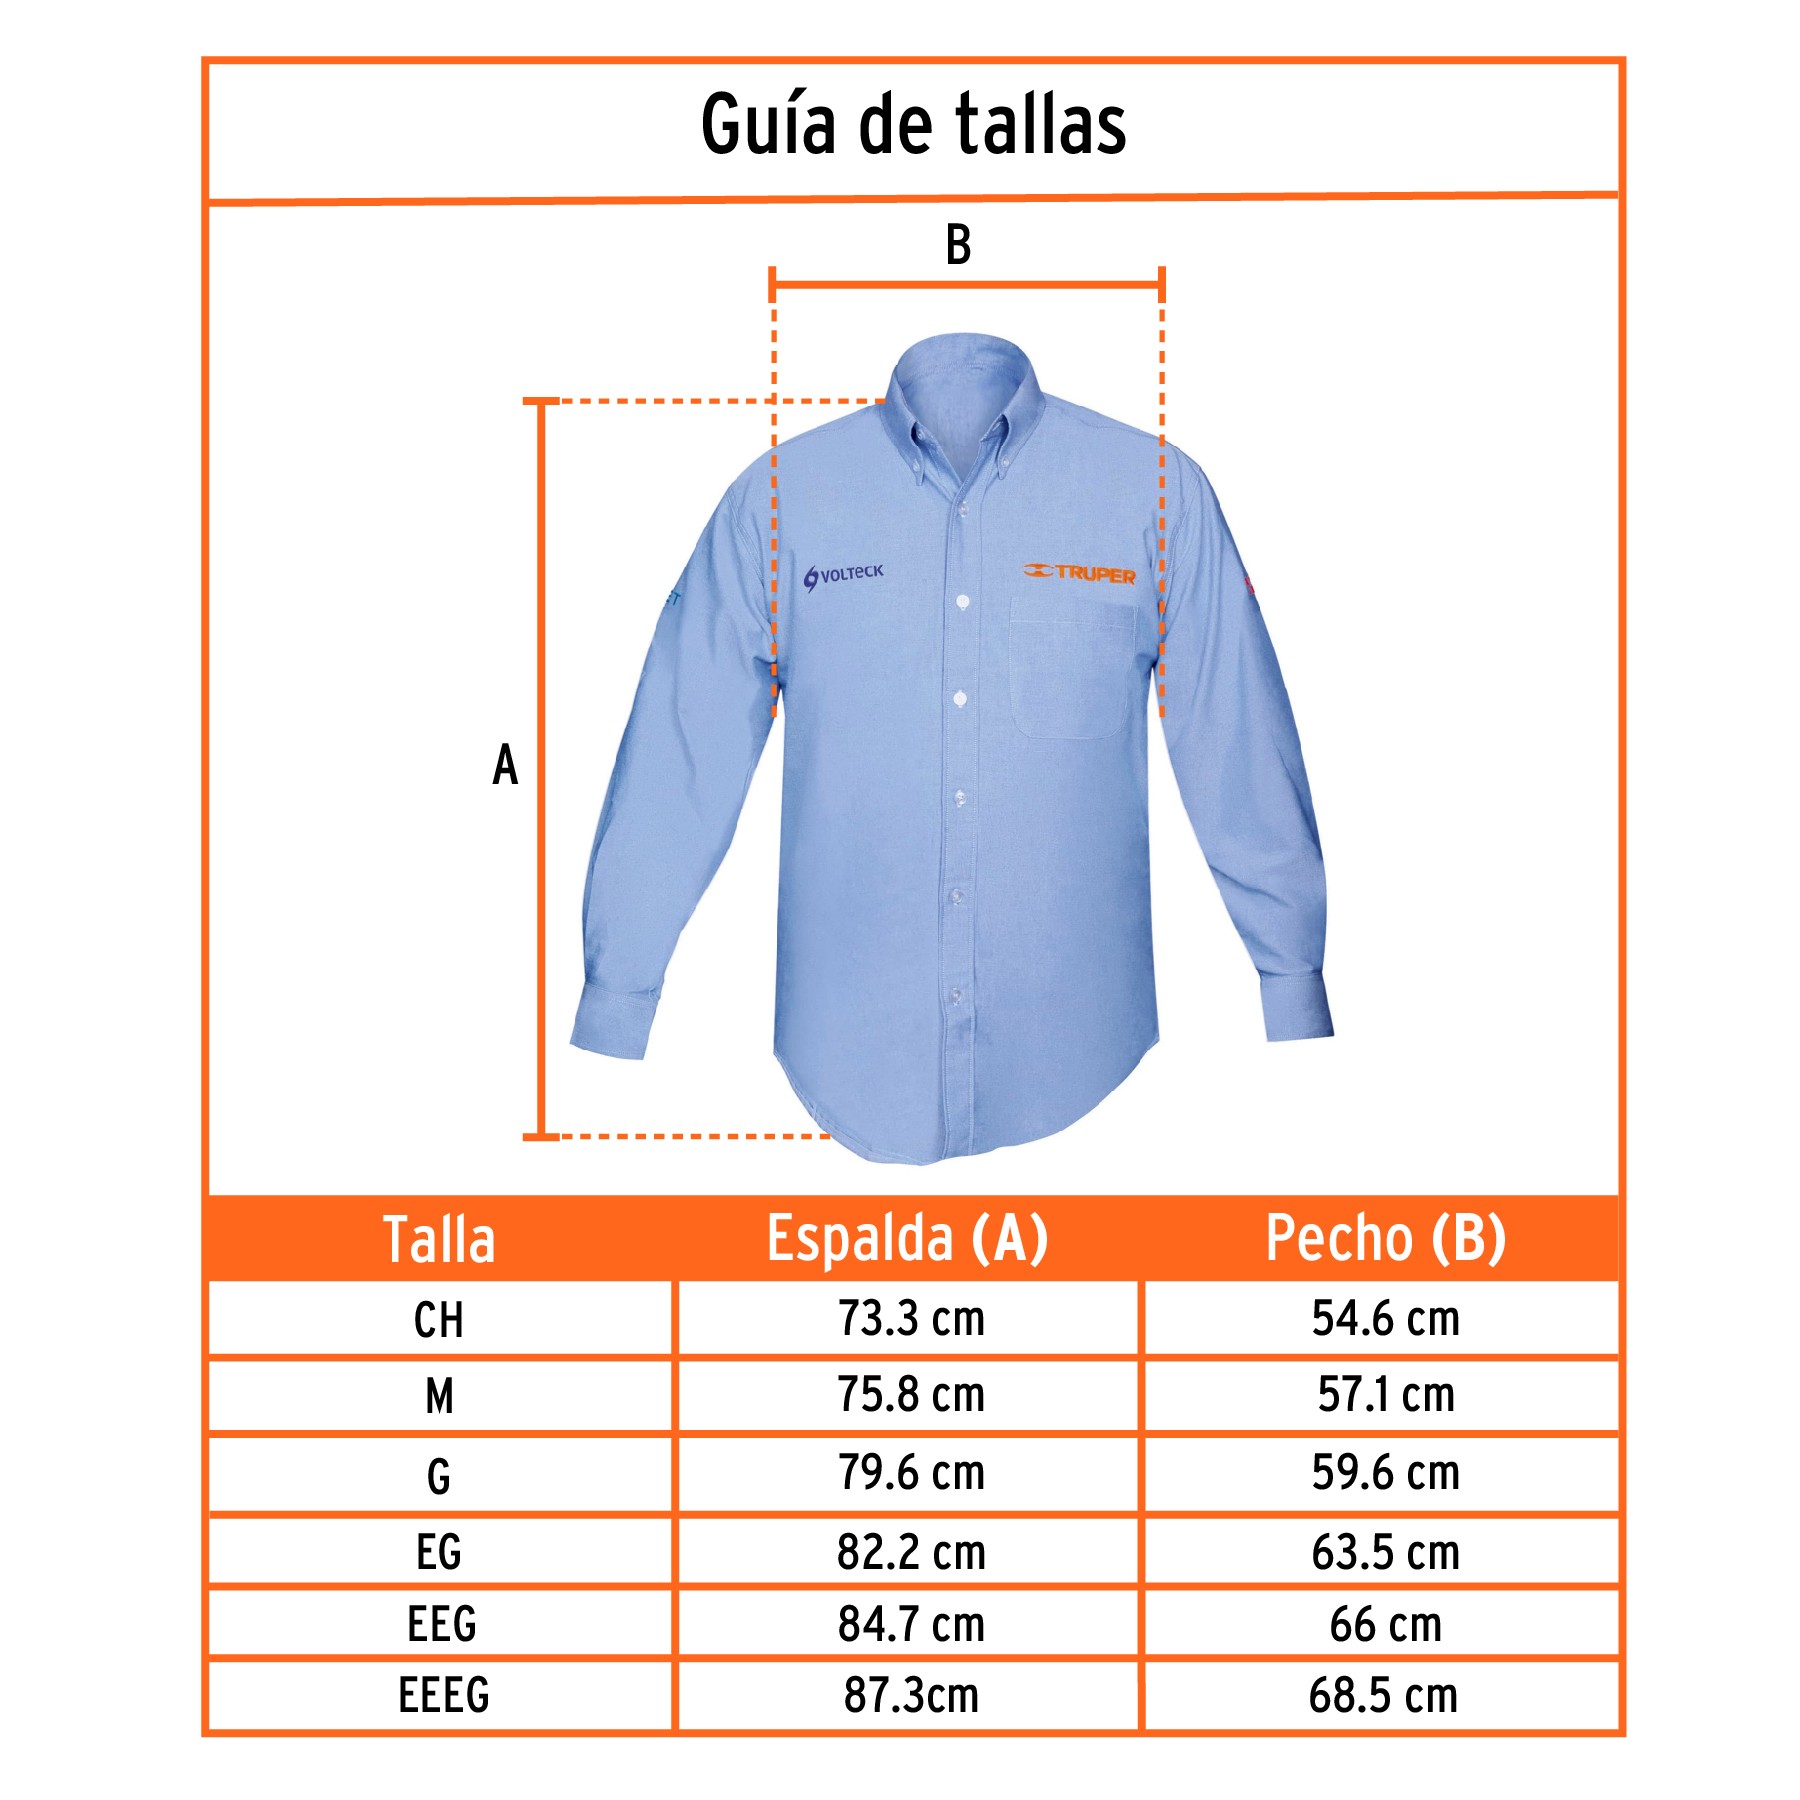 Guía de tallas
B
VOLTECK
TRUPER
A
Talla Espalda (A) Pecho (B)
CH 73.3 cm 54.6 cm
M 75.8 cm 57.1 cm
G 79.6 cm 59.6 cm
EG 82.2 cm 63.5 cm
EEG 84.7 cm 66 cm
EEEG 87.3cm 68.5 cm